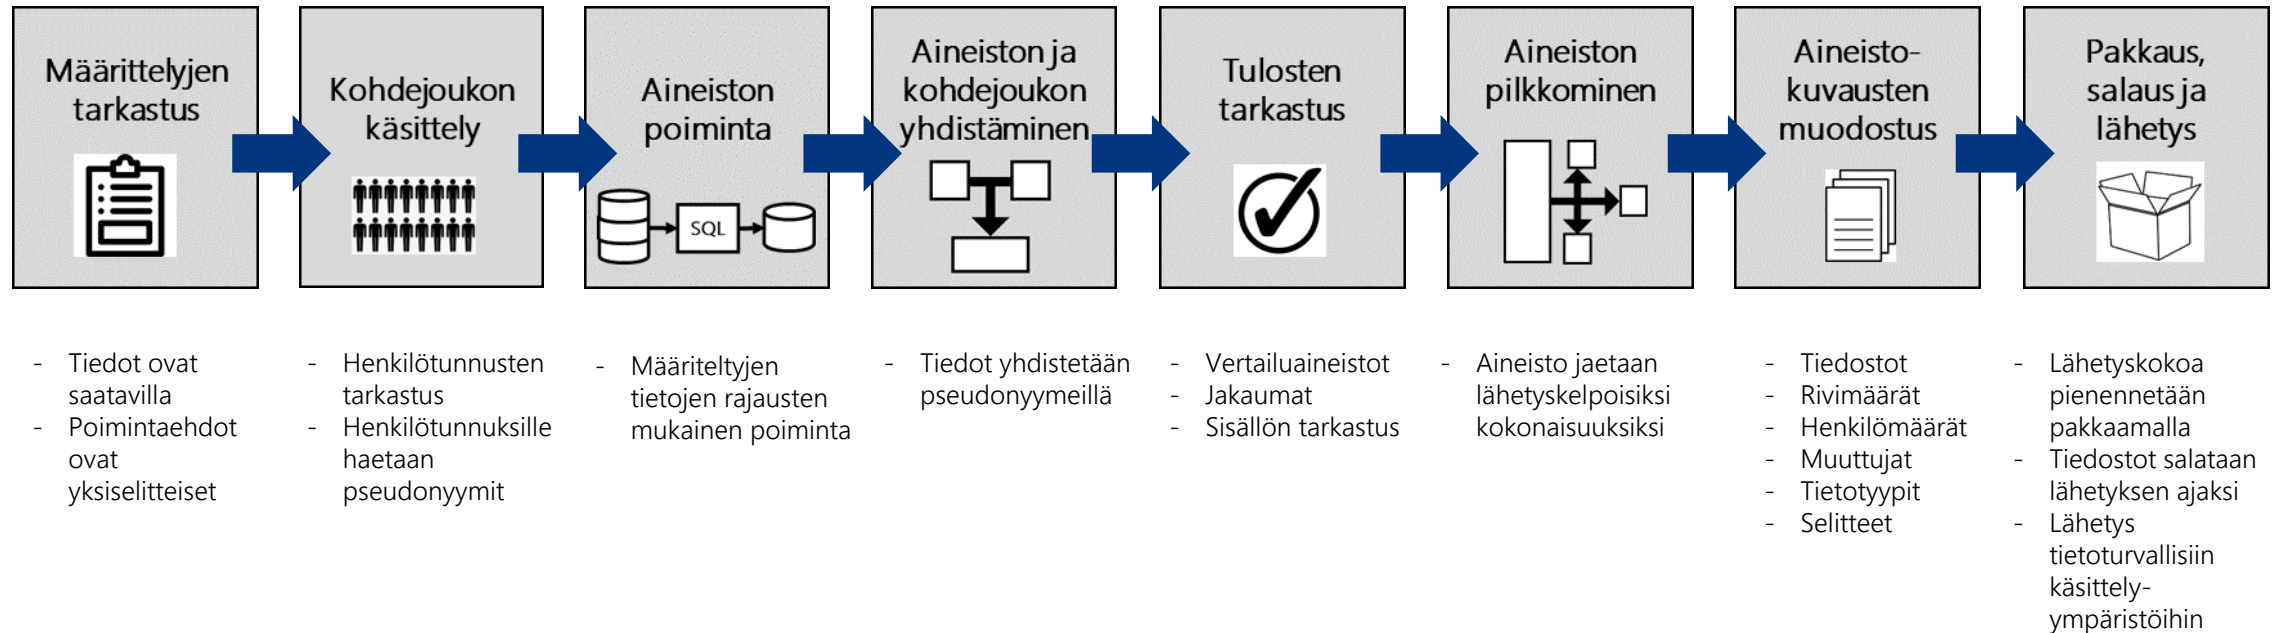 Määrittelyjen
tarkastus
Kohdejoukon
käsittely
Aineiston
poiminta
SQL
Aineiston ja
kohdejoukon
yhdistäminen
Tulosten
tarkastus
Aineiston
pilkkominen
Aineisto-
kuvausten
muodostus
Pakkaus,
salaus ja
lähetys
- Tiedot ovat
saatavilla
- Poimintaehdot
ovat
yksiselitteiset
- Henkilötunnusten
tarkastus
- Henkilötunnuksille
haetaan
pseudonyymit
- Määriteltyjen
tietojen rajausten
mukainen poiminta
- Tiedot yhdistetään
pseudonyymeillä
- Vertailuaineistot
- Jakaumat
- Sisällön tarkastus
- Aineisto jaetaan
lähetyskelpoisiksi
kokonaisuuksiksi
- Tiedostot
- Rivimäärät
- Henkilömäärät
- Muuttujat
- Tietotyypit
- Selitteet
- Lähetyskokoa
pienennetään
pakkaamalla
- Tiedostot salataan
lähetyksen ajaksi
- Lähetys
tietoturvallisiin
käsittely-
ympäristöihin